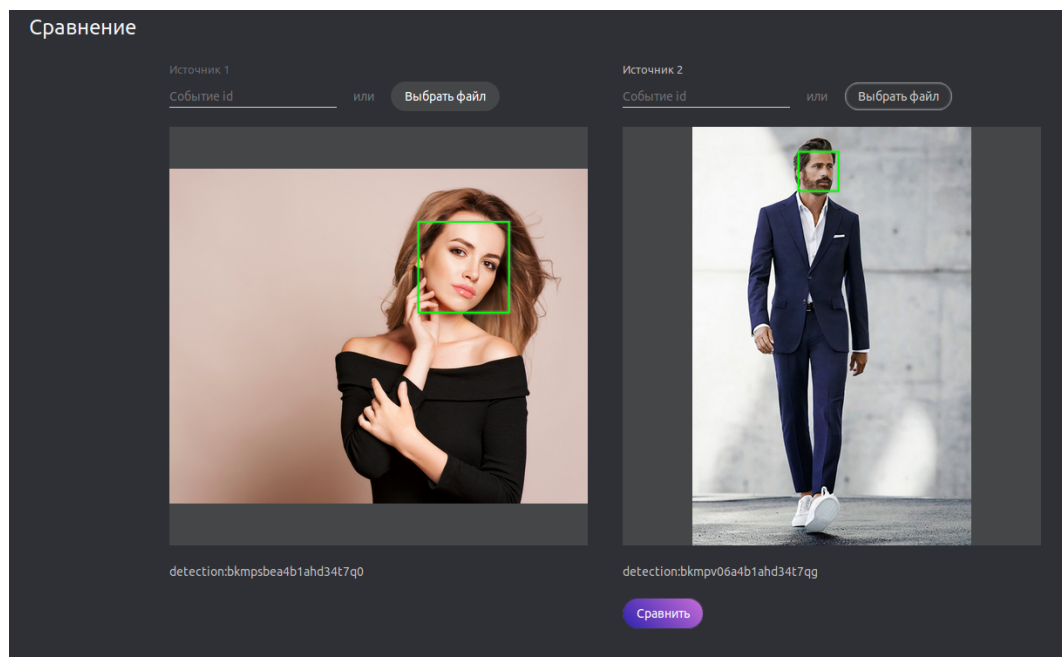 Сравнение
Источник 1
Событие id или Выбрать файл
Источник 2
Событие id или Выбрать файл
detection:bkmpsbea4b1ahd34t7q0
detection:bkmpv06a4b1ahd34t7qg
Сравнить